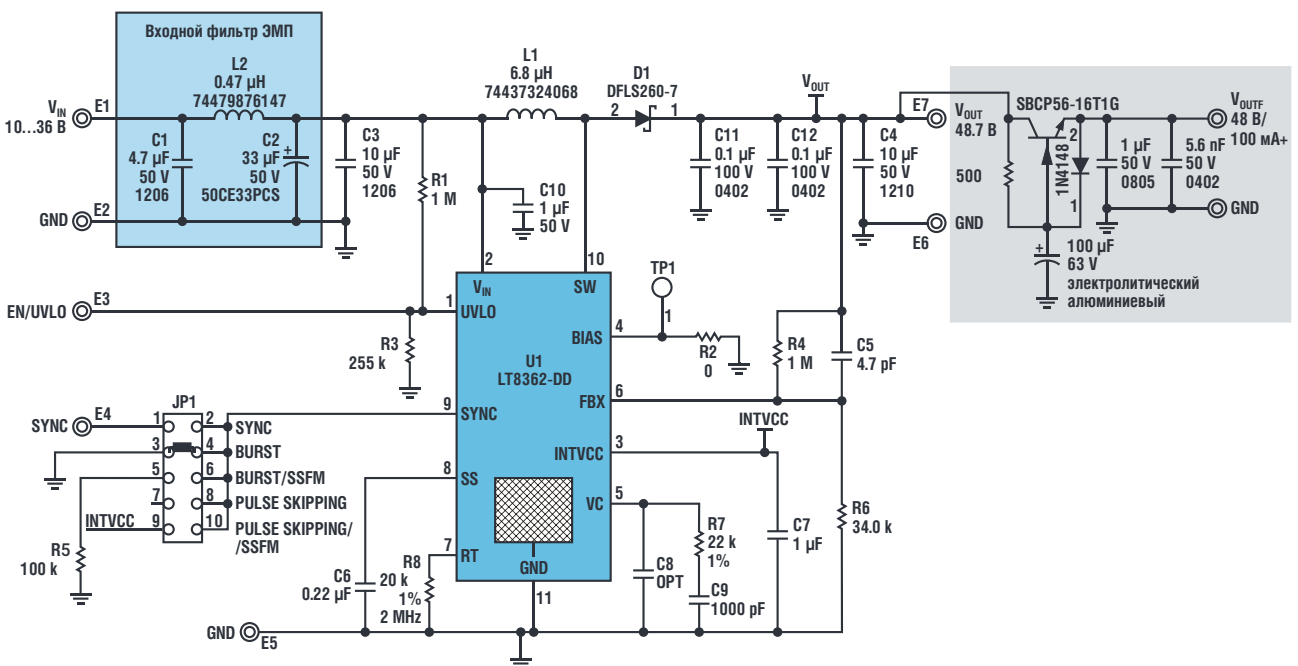 Входной фильтр ЭМП
L2
0.47 µH
74479876147
V_IN
10...36 В
E1
C1
4.7 µF
50 V
1206
C2
+
33 µF
50 V
50CE33PCS
GND
E2
C3
10 µF
50 V
1206
R1
1 M
L1
6.8 µH
74437324068
D1
DFLS260-7
2
1
C10
1 µF
50 V
V_OUT
C11
0.1 µF
100 V
0402
C12
0.1 µF
100 V
0402
C4
10 µF
50 V
1210
E7
V_OUT
48.7 В
GND
E6
SBCP56-16T1G
500
1N4148
2
1
+
100 µF
63 V
электролитический
алюминиевый
1 µF
50 V
0805
5.6 nF
50 V
0402
V_OUTF
48 В/
100 мА+
GND
EN/UVLO
E3
R3
255 k
2
V_IN
10
SW
1
UVLO
4
BIAS
U1
LT8362-DD
6
FBX
9
SYNC
3
INTVCC
8
SS
5
VC
7
RT
GND
11
TP1
1
R2
0
R4
1 M
C5
4.7 pF
INTVCC
R6
34.0 k
C7
1 µF
R7
22 k
1%
C8
OPT
C9
1000 pF
JP1
SYNC
E4
1
2
SYNC
3
4
BURST
5
6
BURST/SSFM
7
8
PULSE SKIPPING
INTVCC
9
10
PULSE SKIPPING/
/SSFM
R5
100 k
C6
0.22 µF
R8
20 k
1%
2 MHz
GND
E5